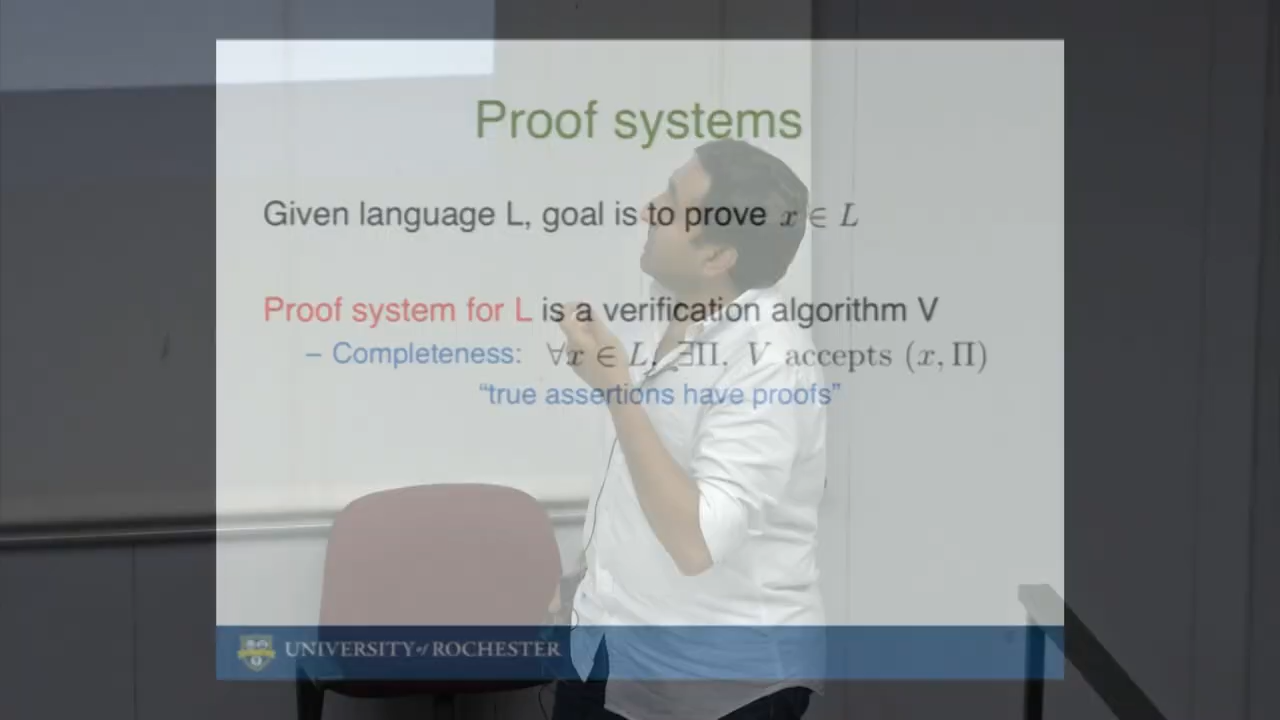 Proof systems
Given language L, goal is to prove x ∈ L
Proof system for L is a verification algorithm V
– Completeness: ∀x ∈ L, ∃Π, V accepts (x, Π)
“true assertions have proofs”
UNIVERSITY of ROCHESTER